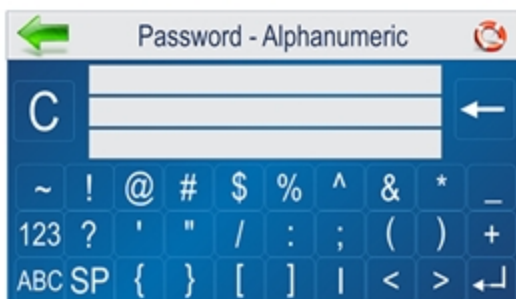 Password - Alphanumeric
C
~ ! @ # $ % ^ & * _
123 ? ' " / : ; ( ) +
ABC SP { } [ ] | < >